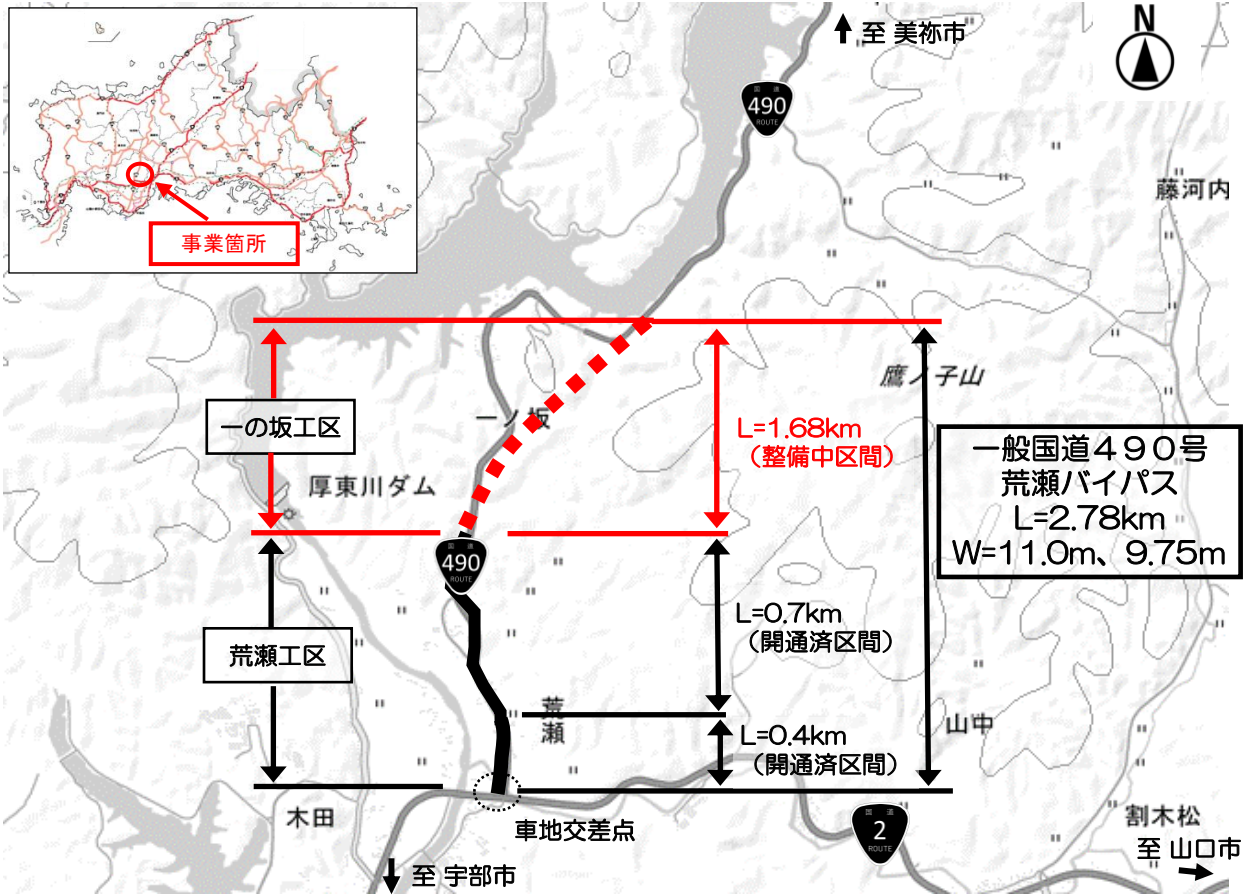 至 美祢市
N
国道
490
ROUTE
藤河内
事業箇所
鷹ノ子山
一ノ坂
一の坂工区
L=1.68km
（整備中区間）
一般国道４９０号
荒瀬バイパス
L=2.78km
W=11.0m、9.75m
厚東川ダム
国道
490
ROUTE
L=0.7km
（開通済区間）
荒瀬工区
荒瀬
山中
L=0.4km
（開通済区間）
木田
車地交差点
国道
2
ROUTE
割木松
至 山口市
至 宇部市